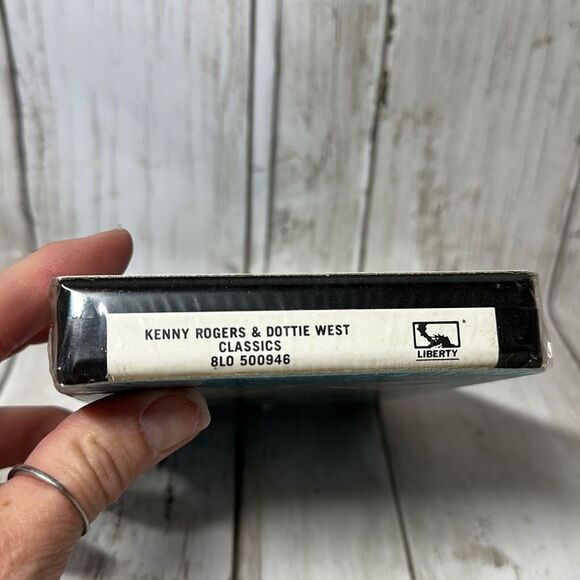 KENNY ROGERS & DOTTIE WEST
CLASSICS
8LO 500946
LIBERTY